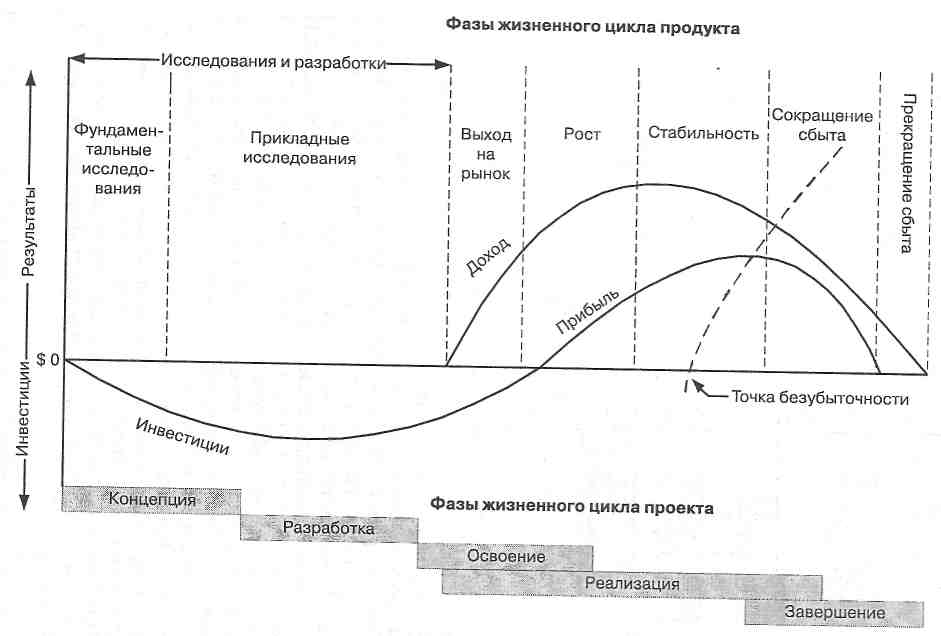 Фазы жизненного цикла продукта
Исследования и разработки
Фундамен-
тальные
исследо-
вания
Прикладные
исследования
Выход
на
рынок
Рост
Стабильность
Сокращение
сбыта
Прекращение сбыта
Результаты
Инвестиции
$ 0
Доход
Прибыль
Инвестиции
Точка безубыточности
Фазы жизненного цикла проекта
Концепция
Разработка
Освоение
Реализация
Завершение